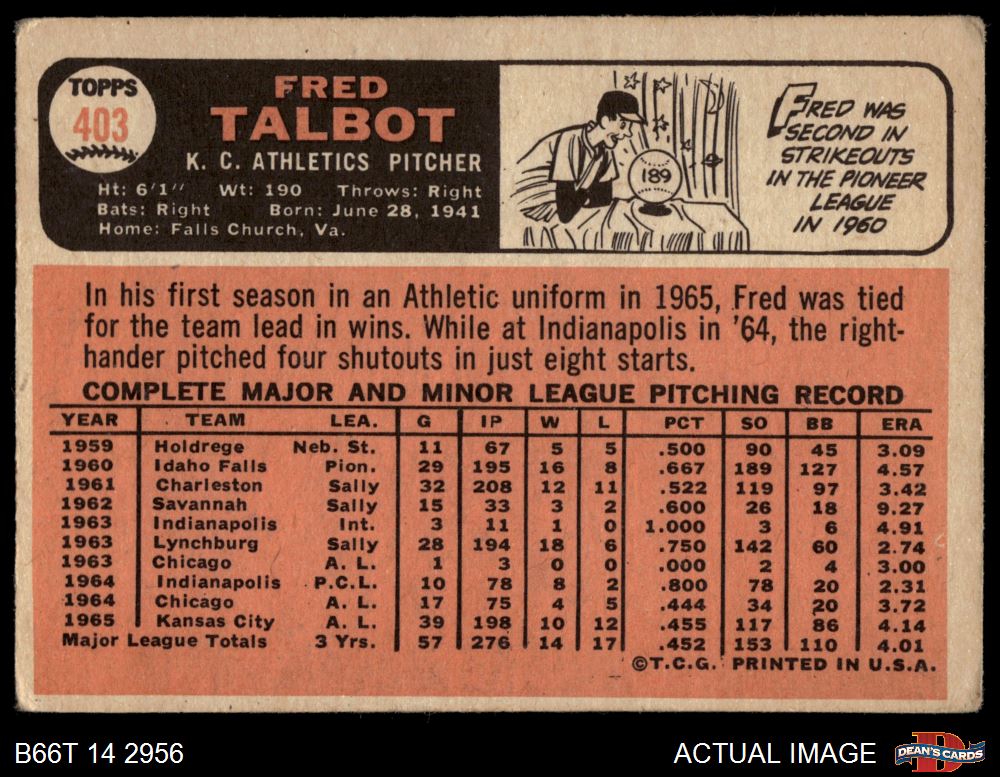 TOPPS
403
FRED
TALBOT
K. C. ATHLETICS PITCHER
Ht: 6'1" Wt: 190 Throws: Right
Bats: Right Born: June 28, 1941
Home: Falls Church, Va.
189
FRED WAS
SECOND IN
STRIKEOUTS
IN THE PIONEER
LEAGUE
IN 1960
In his first season in an Athletic uniform in 1965, Fred was tied
for the team lead in wins. While at Indianapolis in '64, the right-
hander pitched four shutouts in just eight starts.
COMPLETE MAJOR AND MINOR LEAGUE PITCHING RECORD
YEAR TEAM LEA. G IP W L PCT SO BB ERA
1959 Holdrege Neb. St. 11 67 5 5 .500 90 45 3.09
1960 Idaho Falls Pion. 29 195 16 8 .667 189 127 4.57
1961 Charleston Sally 32 208 12 11 .522 119 97 3.42
1962 Savannah Sally 15 33 3 2 .600 26 18 9.27
1963 Indianapolis Int. 3 11 1 0 1.000 3 6 4.91
1963 Lynchburg Sally 28 194 18 6 .750 142 60 2.74
1963 Chicago A. L. 1 3 0 0 .000 2 4 3.00
1964 Indianapolis P.C.L. 10 78 8 2 .800 78 20 2.31
1964 Chicago A. L. 17 75 4 5 .444 34 20 3.72
1965 Kansas City A. L. 39 198 10 12 .455 117 86 4.14
Major League Totals 3 Yrs. 57 276 14 17 .452 153 110 4.01
©T.C.G. PRINTED IN U.S.A.
B66T 14 2956
ACTUAL IMAGE
D
DEAN'S CARDS